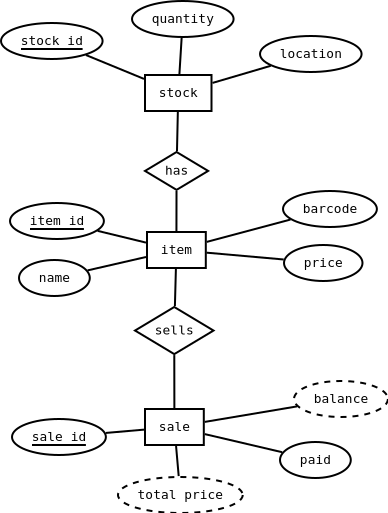 quantity
stock id
location
stock
has
barcode
item id
item
name
price
sells
balance
sale
sale id
paid
total price